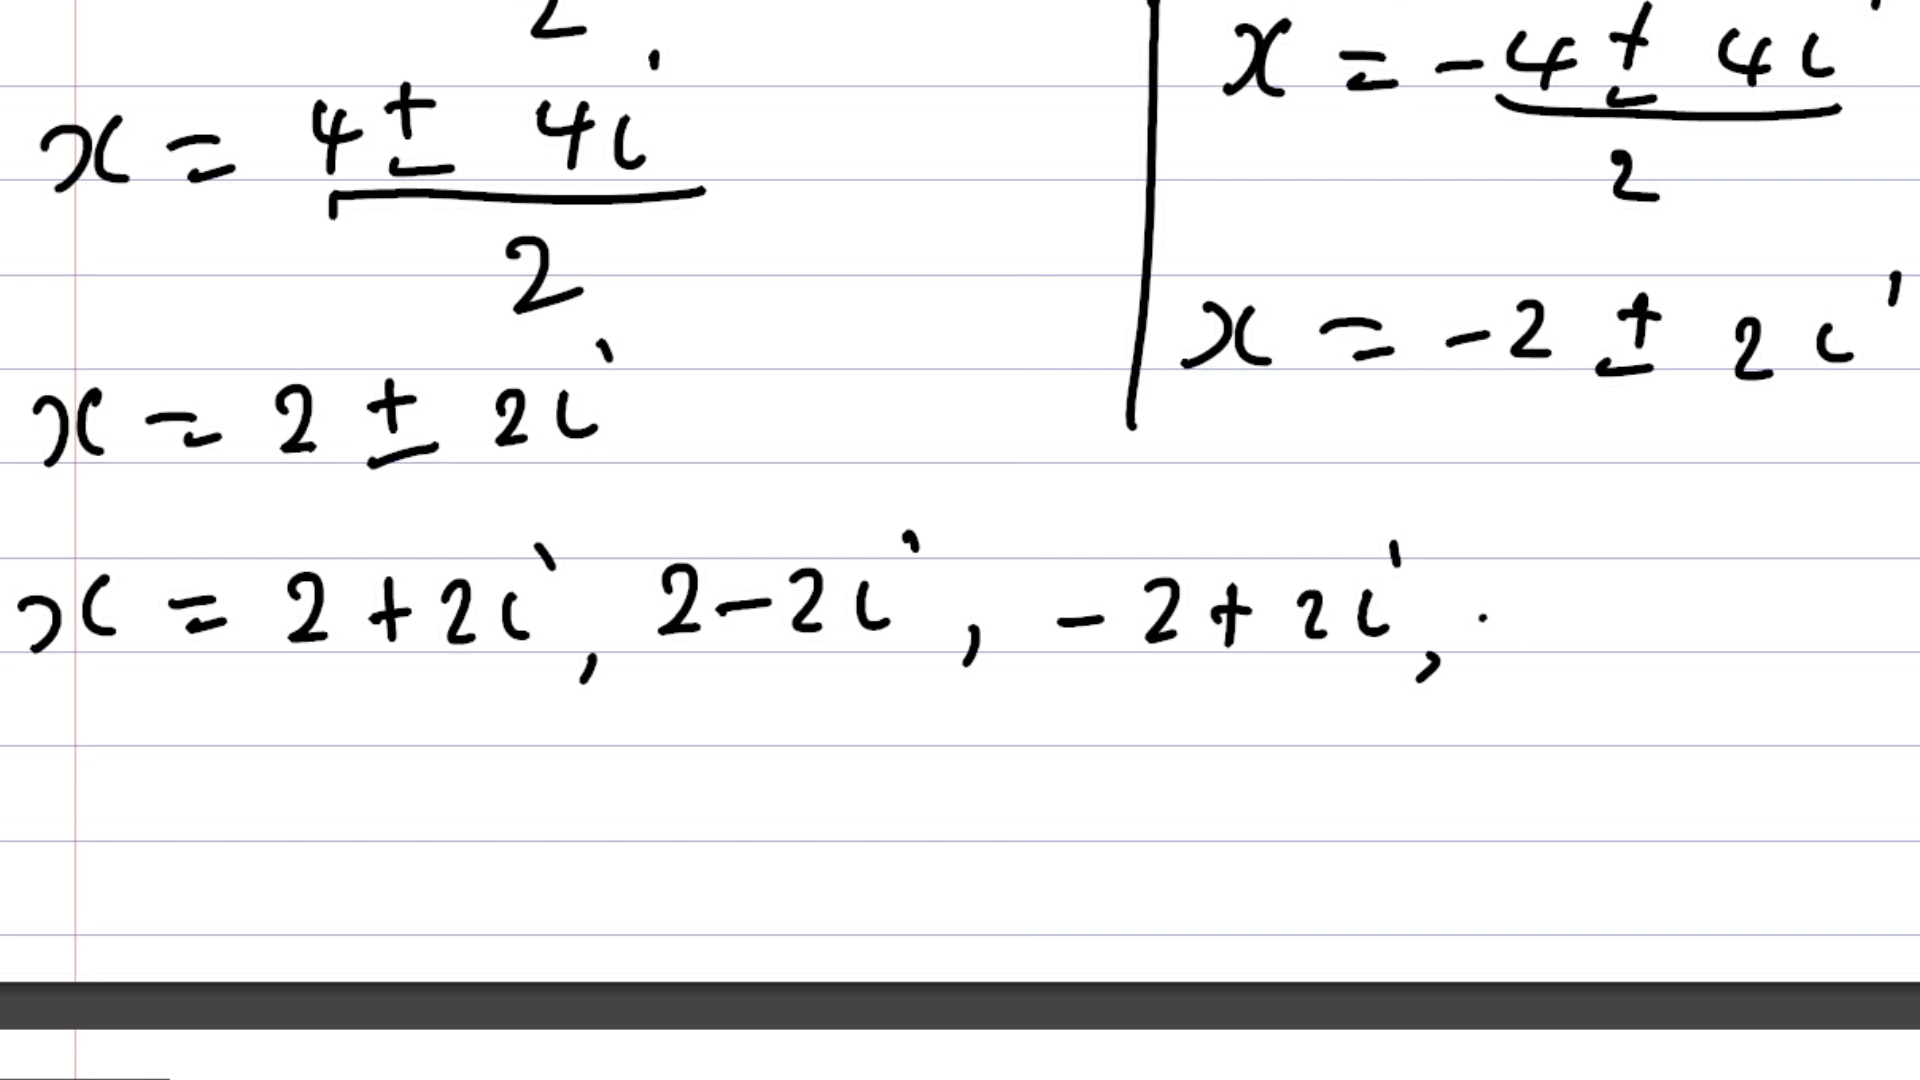 2
x = 4 ± 4i
2
x = 2 ± 2i
x = -4 ± 4i
2
x = -2 ± 2i
x = 2 + 2i, 2 - 2i, -2 + 2i,